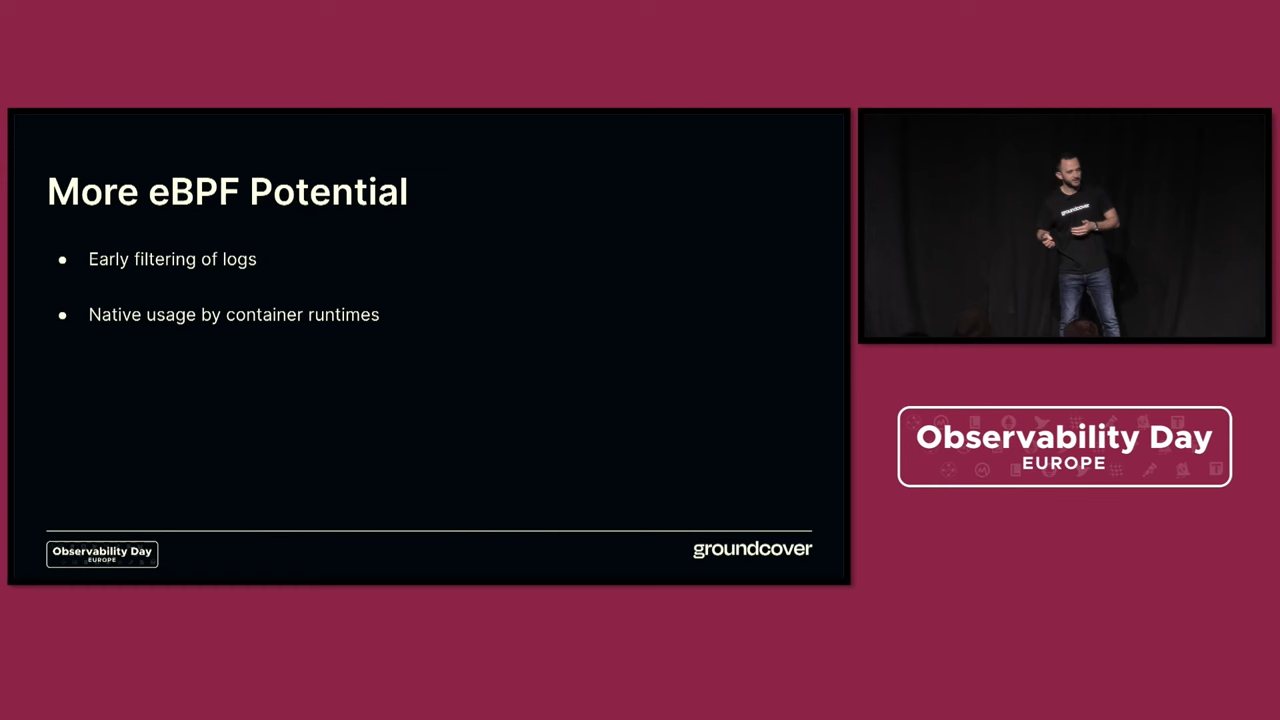 More eBPF Potential
● Early filtering of logs
● Native usage by container runtimes
Observability Day
EUROPE
groundcover
groundcover
Observability Day
EUROPE